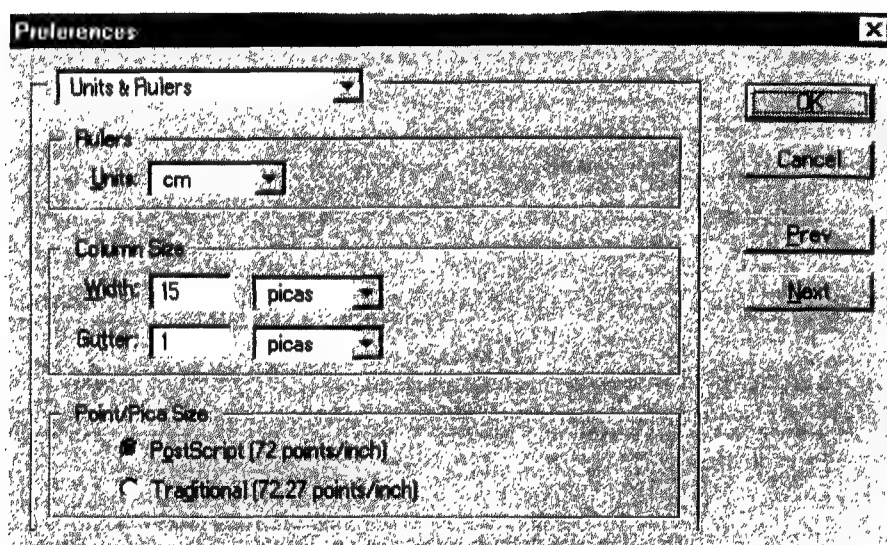 Preferences
Units & Rulers
OK
Rulers
Units: cm
Cancel
Column Size
Prev
Width: 15 picas
Next
Gutter: 1 picas
Point/Pica Size
PostScript (72 points/inch)
Traditional (72.27 points/inch)